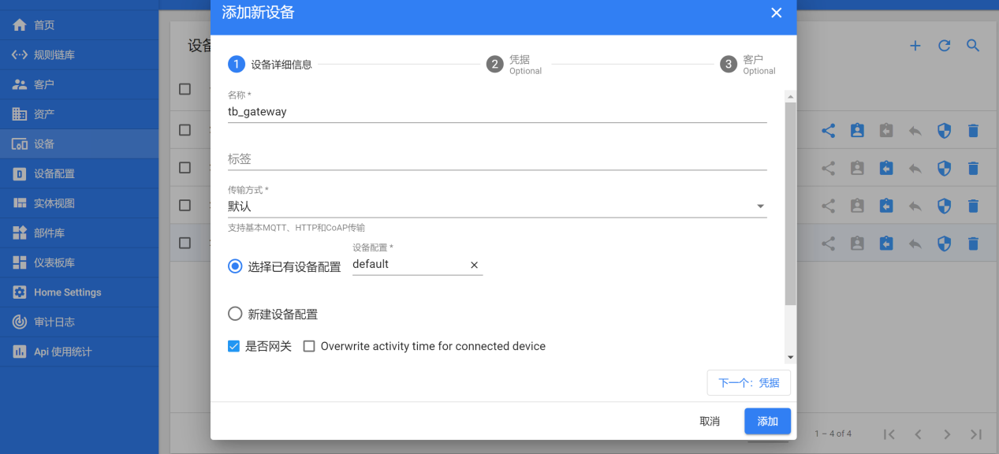 首页
规则链库
客户
资产
设备
设备配置
实体视图
部件库
仪表板库
Home Settings
审计日志
Api 使用统计
设备
添加新设备
1 设备详细信息
2 凭据
Optional
3 客户
Optional
名称 *
tb_gateway
标签
传输方式 *
默认
支持基本MQTT、HTTP和CoAP传输
选择已有设备配置
设备配置 *
default
新建设备配置
是否网关
Overwrite activity time for connected device
下一个：凭据
取消
添加
1 – 4 of 4